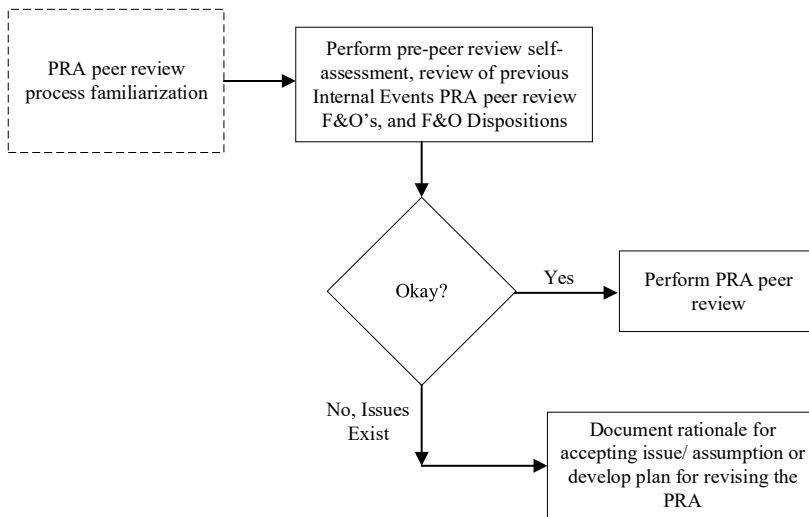 PRA peer review
process familiarization
Perform pre-peer review self-
assessment, review of previous
Internal Events PRA peer review
F&O’s, and F&O Dispositions
Okay?
Yes
Perform PRA peer
review
No, Issues
Exist
Document rationale for
accepting issue/ assumption or
develop plan for revising the
PRA